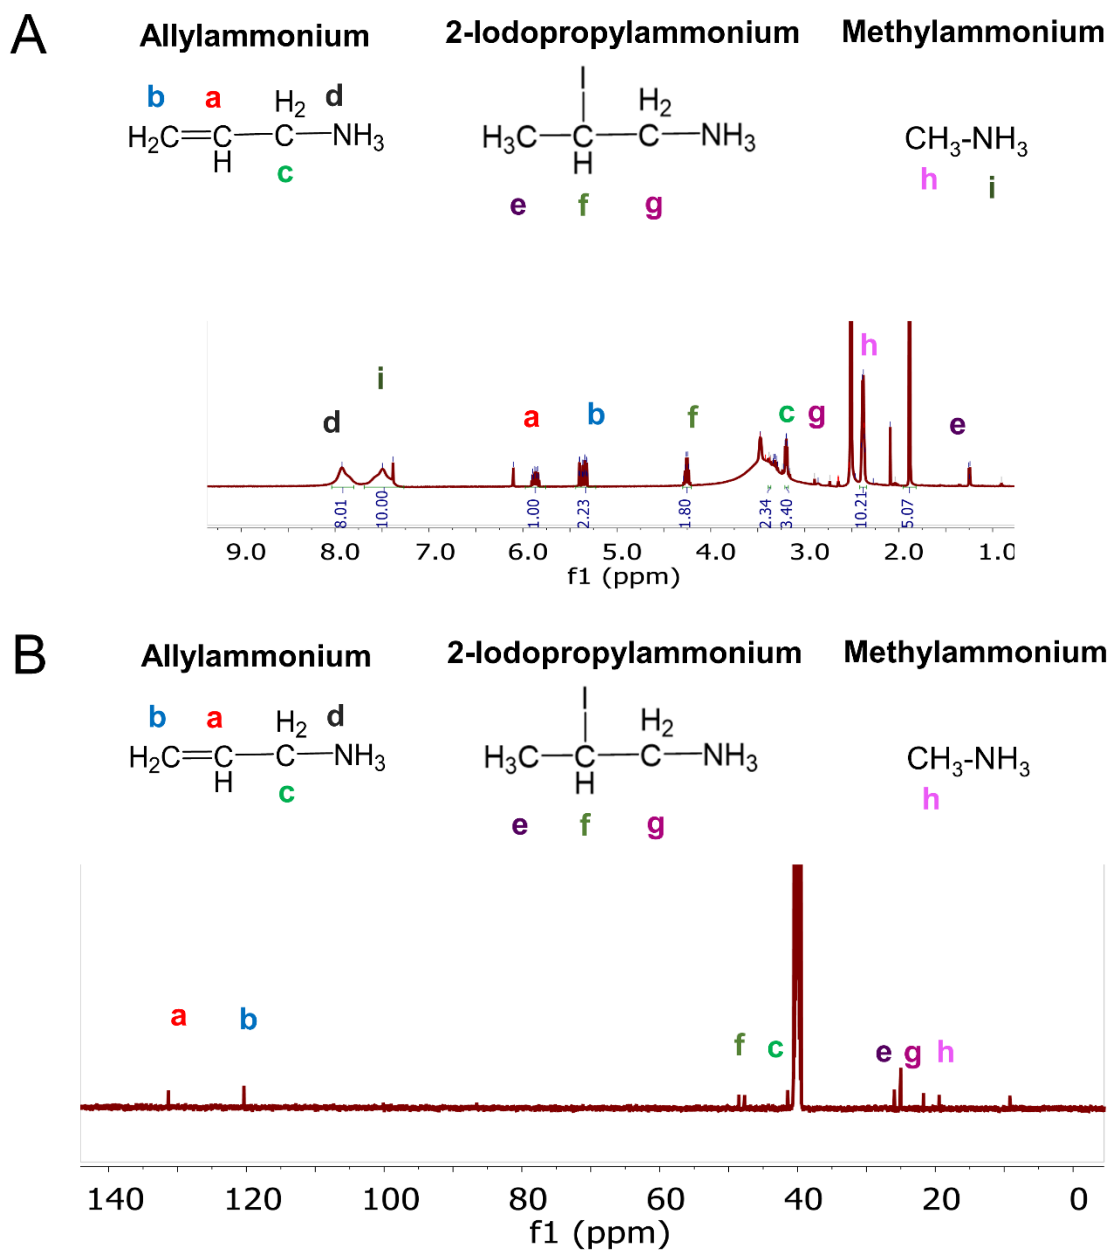 A
Allylammonium 2-Iodopropylammonium Methylammonium
b a H2 d I H2
H2C C C NH3 H3C C C NH3 CH3-NH3
H c H h i
e f g
d i a b f c g h e
8.01 10.00 1.00 2.23 1.80 2.34 3.40 10.21 5.07
9.0 8.0 7.0 6.0 5.0 4.0 3.0 2.0 1.0
f1 (ppm)
B
Allylammonium 2-Iodopropylammonium Methylammonium
b a H2 d I H2
H2C C C NH3 H3C C C NH3 CH3-NH3
H c H h
e f g
a b f c e g h
140 120 100 80 60 40 20 0
f1 (ppm)